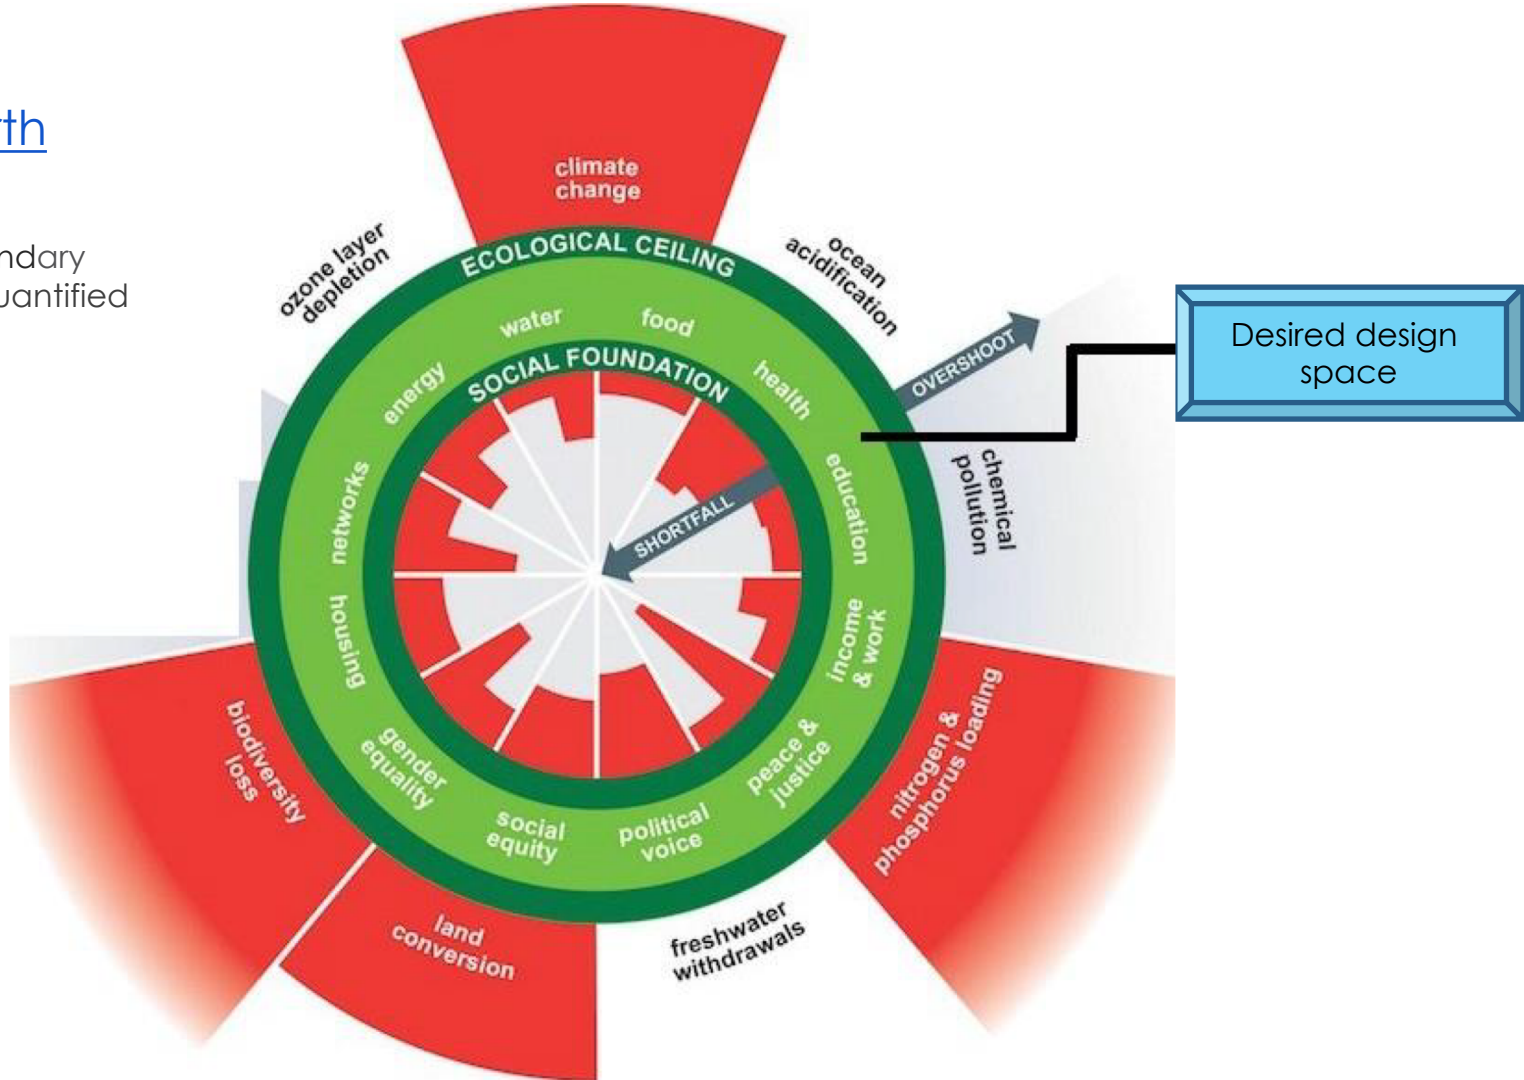 rth
ndary
uantified
climate
change
ECOLOGICAL CEILING
ozone layer
depletion
ocean
acidification
OVERSHOOT
Desired design
space
water
food
energy
health
SOCIAL FOUNDATION
networks
education
SHORTFALL
chemical
pollution
housing
income
& work
biodiversity
loss
gender
equality
peace &
justice
nitrogen &
phosphorus loading
social
equity
political
voice
land
conversion
freshwater
withdrawals